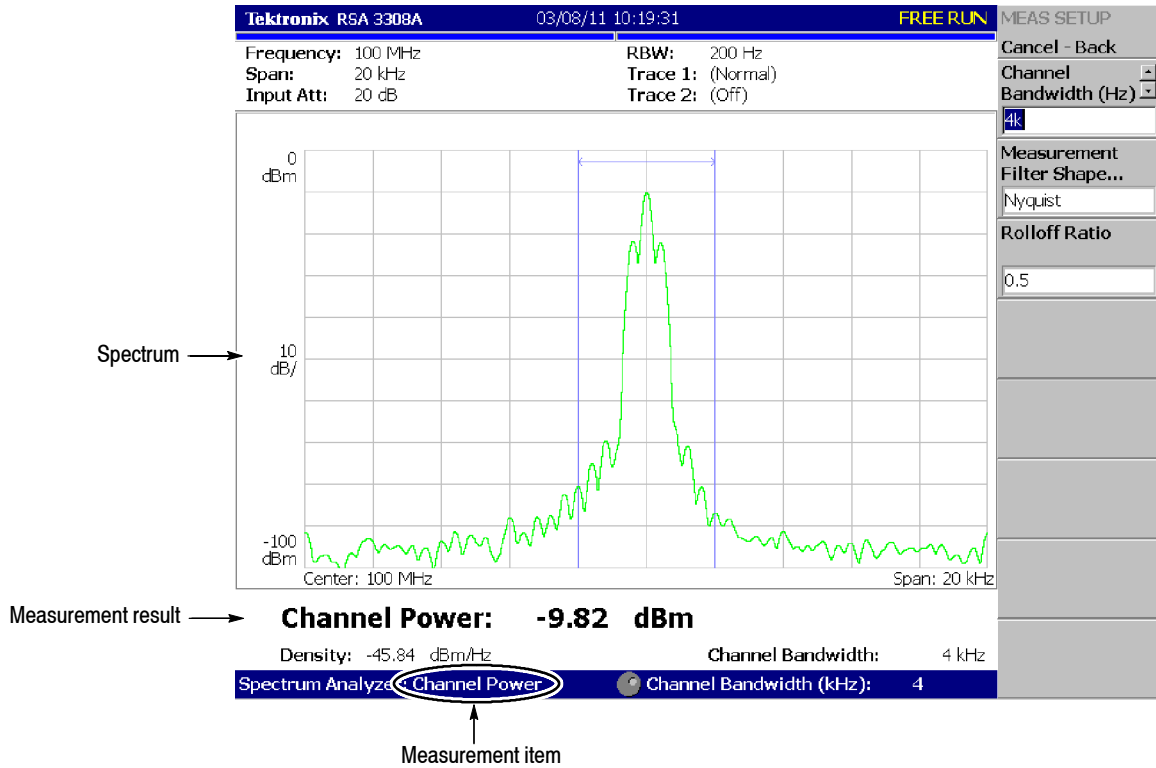 Tektronix RSA 3308A 03/08/11 10:19:31 FREE RUN
Frequency: 100 MHz
Span: 20 kHz
Input Att: 20 dB
RBW: 200 Hz
Trace 1: (Normal)
Trace 2: (Off)
MEAS SETUP
Cancel - Back
Channel
Bandwidth (Hz)
4k
Measurement
Filter Shape...
Nyquist
Rolloff Ratio
0.5
0
dBm
Spectrum
10
dB/
-100
dBm
Center: 100 MHz Span: 20 kHz
Measurement result
Channel Power: -9.82 dBm
Density: -45.84 dBm/Hz Channel Bandwidth: 4 kHz
Spectrum Analyzer: Channel Power Channel Bandwidth (kHz): 4
Measurement item